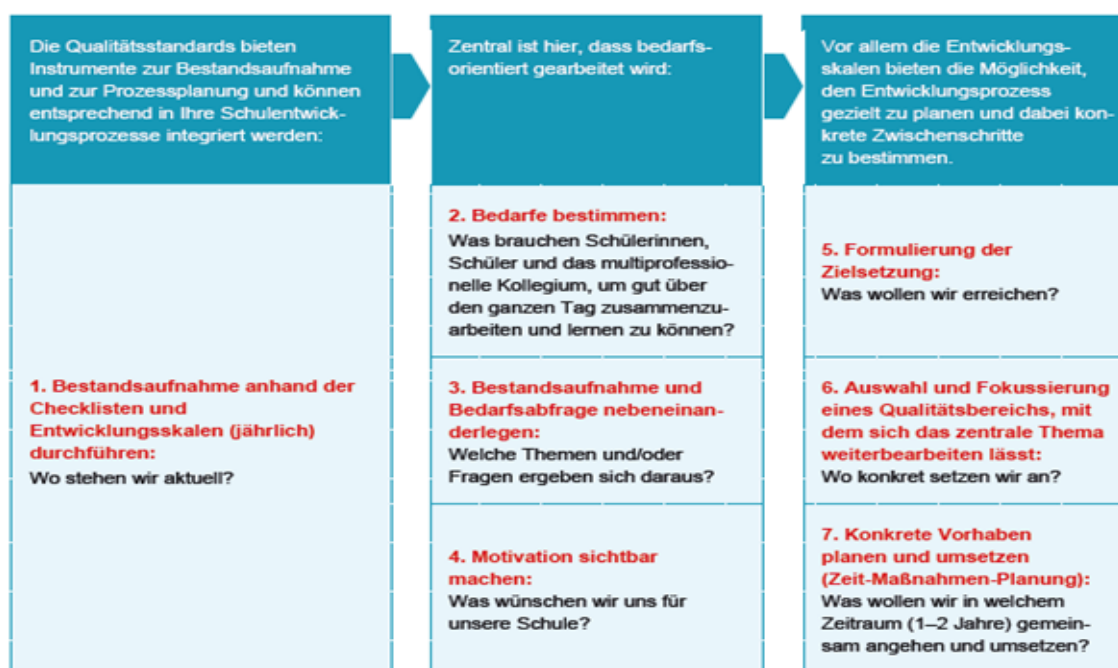 Die Qualitätsstandards bieten
Instrumente zur Bestandsaufnahme
und zur Prozessplanung und können
entsprechend in Ihre Schulentwick-
lungsprozesse integriert werden:
1. Bestandsaufnahme anhand der
Checklisten und
Entwicklungsskalen (jährlich)
durchführen:
Wo stehen wir aktuell?
Zentral ist hier, dass bedarfs-
orientiert gearbeitet wird:
2. Bedarfe bestimmen:
Was brauchen Schülerinnen,
Schüler und das multiprofessio-
nelle Kollegium, um gut über
den ganzen Tag zusammenzu-
arbeiten und lernen zu können?
3. Bestandsaufnahme und
Bedarfsabfrage nebeneinan-
derlegen:
Welche Themen und/oder
Fragen ergeben sich daraus?
4. Motivation sichtbar
machen:
Was wünschen wir uns für
unsere Schule?
Vor allem die Entwicklungs-
skalen bieten die Möglichkeit,
den Entwicklungsprozess
gezielt zu planen und dabei kon-
krete Zwischenschritte
zu bestimmen.
5. Formulierung der
Zielsetzung:
Was wollen wir erreichen?
6. Auswahl und Fokussierung
eines Qualitätsbereichs, mit
dem sich das zentrale Thema
weiterbearbeiten lässt:
Wo konkret setzen wir an?
7. Konkrete Vorhaben
planen und umsetzen
(Zeit-Maßnahmen-Planung):
Was wollen wir in welchem
Zeitraum (1–2 Jahre) gemein-
sam angehen und umsetzen?